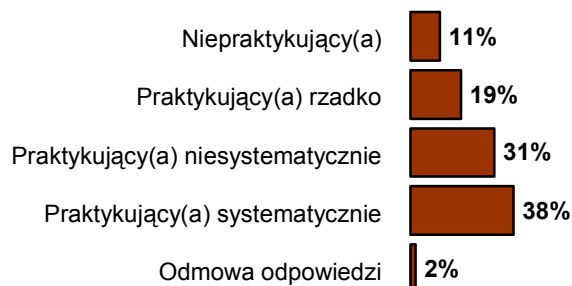 Niepraktykujący(a) 11%
Praktykujący(a) rzadko 19%
Praktykujący(a) niesystematycznie 31%
Praktykujący(a) systematycznie 38%
Odmowa odpowiedzi 2%